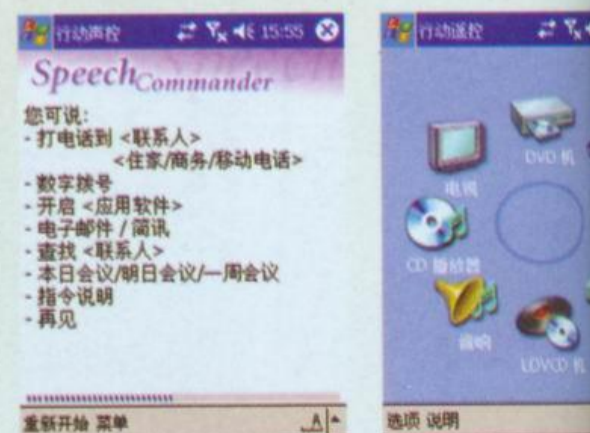 行动声控 15:55
Speech Commander
您可说:
- 打电话到 <联系人>
<住家/商务/移动电话>
- 数字拨号
- 开启 <应用软件>
- 电子邮件 / 简讯
- 查找 <联系人>
- 本日会议/明日会议/一周会议
- 指令说明
- 再见
重新开始 菜单
行动遥控
DVD 机
电视
CD 播放器
音响
LDVCD 机
选项 说明